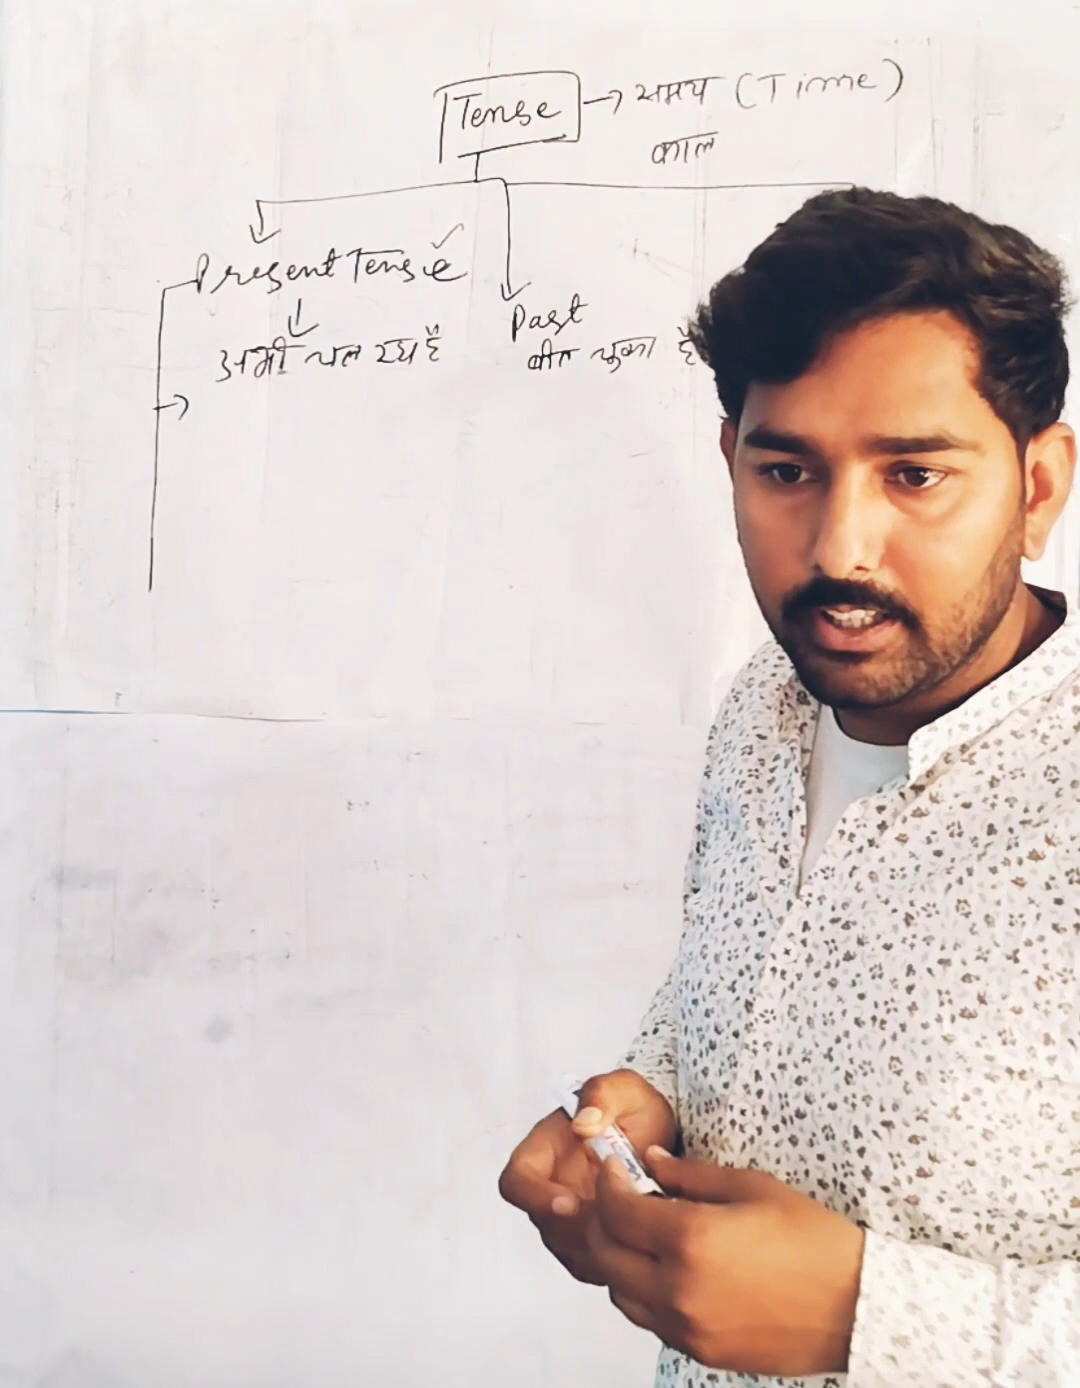 Tense → समय (Time)
काल
Present Tense ✓
Past
अभी चल रहा है
बीत चुका है